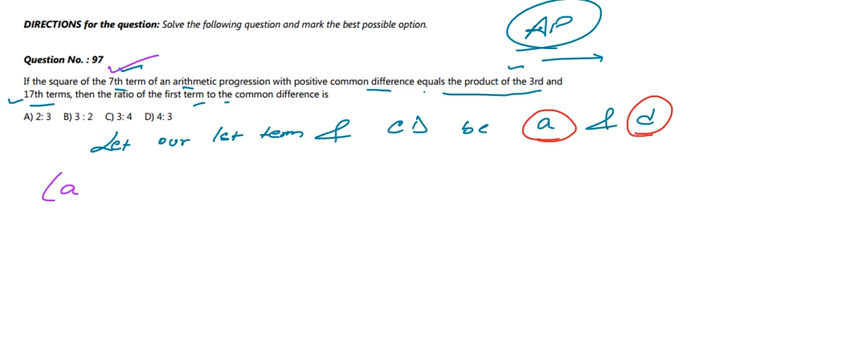 DIRECTIONS for the question: Solve the following question and mark the best possible option.
AP
Question No. : 97
If the square of the 7th term of an arithmetic progression with positive common difference equals the product of the 3rd and
17th terms, then the ratio of the first term to the common difference is
A) 2: 3 B) 3 : 2 C) 3: 4 D) 4: 3
Let our 1st term & CD be a & d
(a